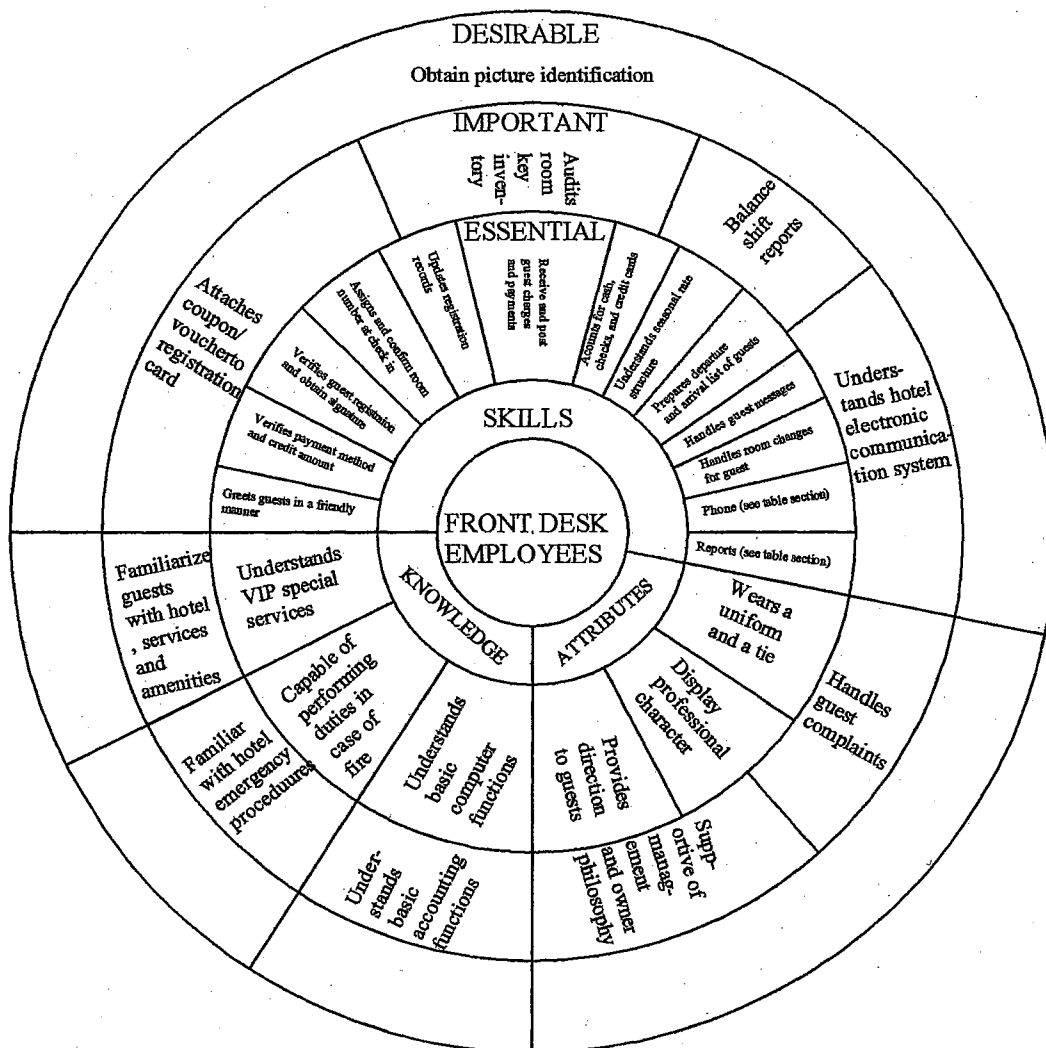 DESIRABLE
Obtain picture identification
IMPORTANT
Audits
room
key
inven-
tory
Balance
shift
reports
Unders-
tands hotel
electronic
communica-
tion system
Handles
guest
complaints
Supp-
ortive of
manag-
ement
and owner
philosophy
Under-
stands
basic
accounting
functions
Familiar
with hotel
emergency
proceduures
Familiarize
guests
with hotel
, services
and
amenities
Attaches
coupon/
voucherto
registration
card
ESSENTIAL
Receive and post
guest charges
and payments
Acounts for cash,
checks, and credit cards
Understands seasonal rate
structure
Prepares departure
and arrival list of guests
Handles guest messages
Handles room changes
for guest
Phone (see table section)
Reports (see table section)
Wears a
uniform
and a tie
Display
professional
character
Provides
direction
to guests
Understands
basic
computer
functions
Capable of
performing
duties in
case of
fire
Understands
VIP special
services
Greets guests in a friendly
manner
Verifies payment method
and credit amount
Verifies guest registraion
and obtain signature
Assigns and confirm room
number at check in
Updates registration
records
SKILLS
ATTRIBUTES
KNOWLEDGE
FRONT DESK
EMPLOYEES